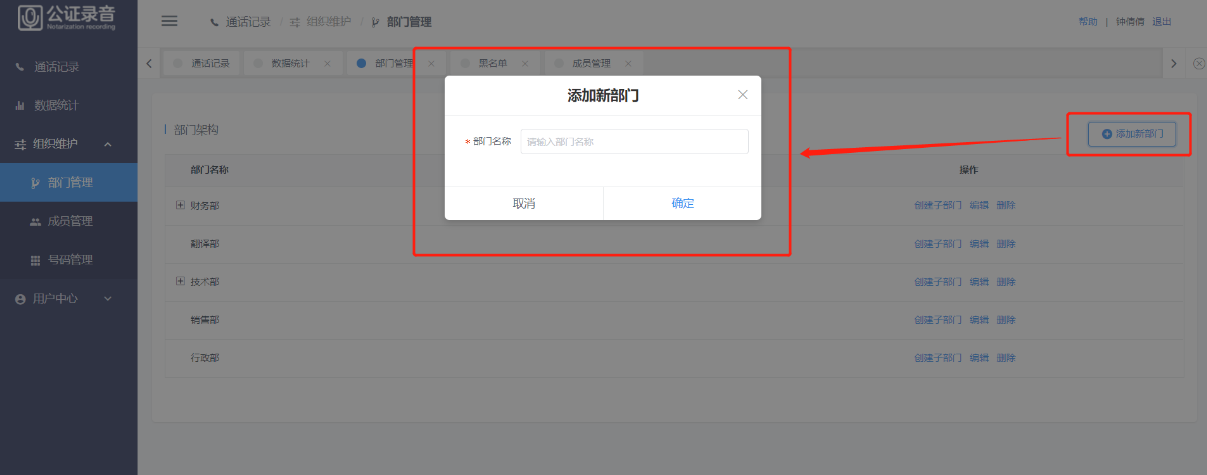 公证录音
Notarization recording
通话记录 / 组织维护 / 部门管理
帮助 | 钟倩倩 退出
通话记录
数据统计
组织维护
部门管理
成员管理
号码管理
用户中心
通话记录 数据统计 部门管理 黑名单 成员管理
部门架构
添加新部门
部门名称 操作
财务部 创建子部门 编辑 删除
翻译部 创建子部门 编辑 删除
技术部 创建子部门 编辑 删除
销售部 创建子部门 编辑 删除
行政部 创建子部门 编辑 删除
添加新部门
* 部门名称 请输入部门名称
取消 确定